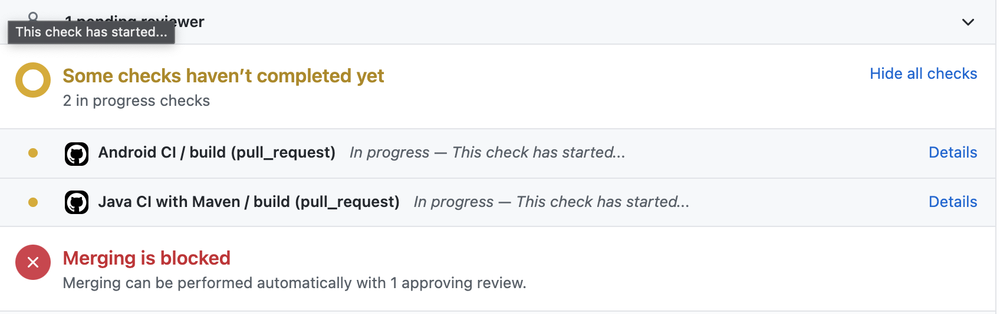 1 pending reviewer
This check has started...
Some checks haven’t completed yet
Hide all checks
2 in progress checks
Android CI / build (pull_request) In progress — This check has started...
Details
Java CI with Maven / build (pull_request) In progress — This check has started...
Details
Merging is blocked
Merging can be performed automatically with 1 approving review.